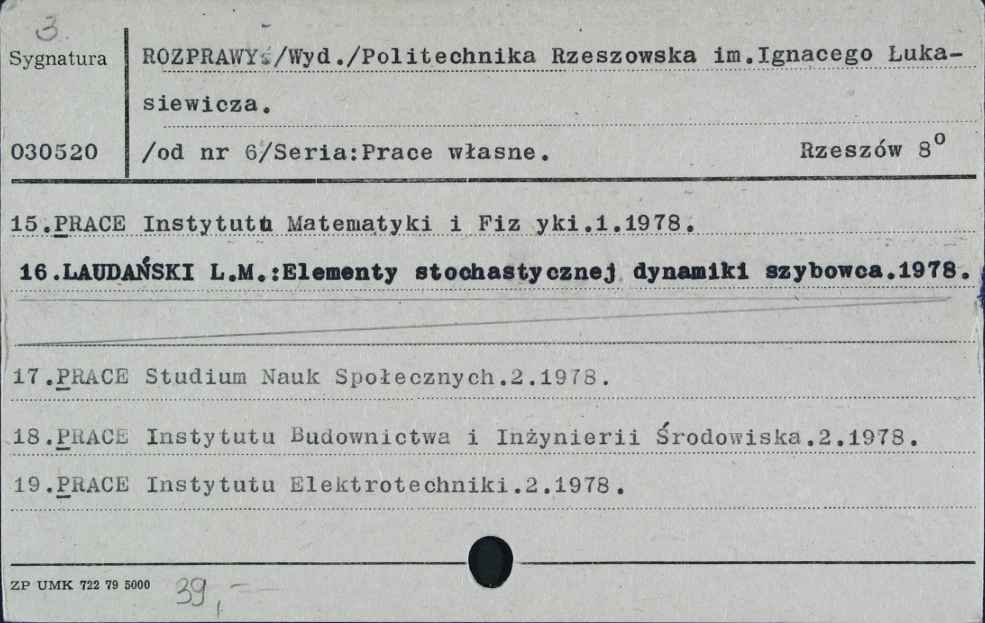 3.
Sygnatura
ROZPRAWY /Wyd./Politechnika Rzeszowska im.Ignacego Łuka-
siewicza.
030520
/od nr 6/Seria:Prace własne. Rzeszów 8⁰
15.PRACE Instytutu Matematyki i Fiz yki.1.1978.
16.LAUDAŃSKI L.M.:Elementy stochastycznej dynamiki szybowca.1978.
17.PRACE Studium Nauk Społecznych.2.1978.
18.PRACE Instytutu Budownictwa i Inżynierii Środowiska.2.1978.
19.PRACE Instytutu Elektrotechniki.2.1978.
ZP UMK 722 79 5000
39,-